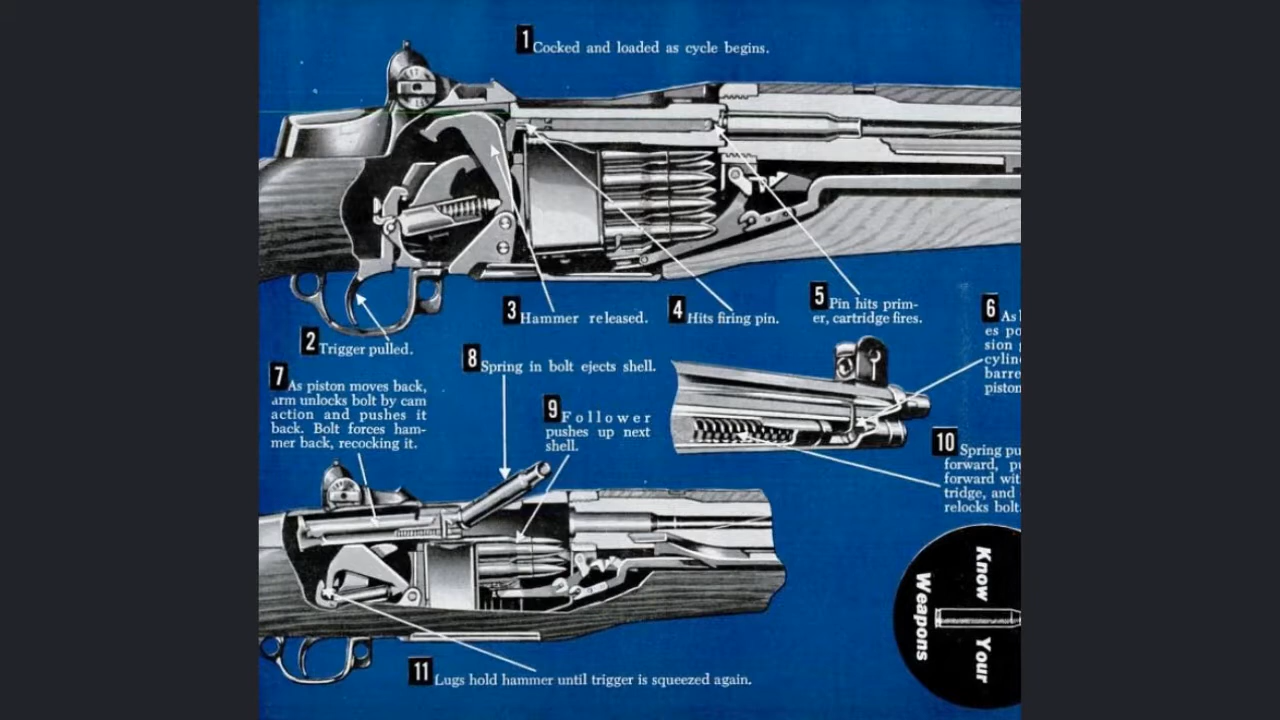 1 Cocked and loaded as cycle begins.
2 Trigger pulled.
3 Hammer released.
4 Hits firing pin.
5 Pin hits prim-
er, cartridge fires.
6 As
es po
sion
cylin
barre
piston
7 As piston moves back,
arm unlocks bolt by cam
action and pushes it
back. Bolt forces ham-
mer back, recocking it.
8 Spring in bolt ejects shell.
9 Follower
pushes up next
shell.
10 Spring pu
forward, pu
forward wit
tridge, and
relocks bolt.
11 Lugs hold hammer until trigger is squeezed again.
Know Your
Weapons